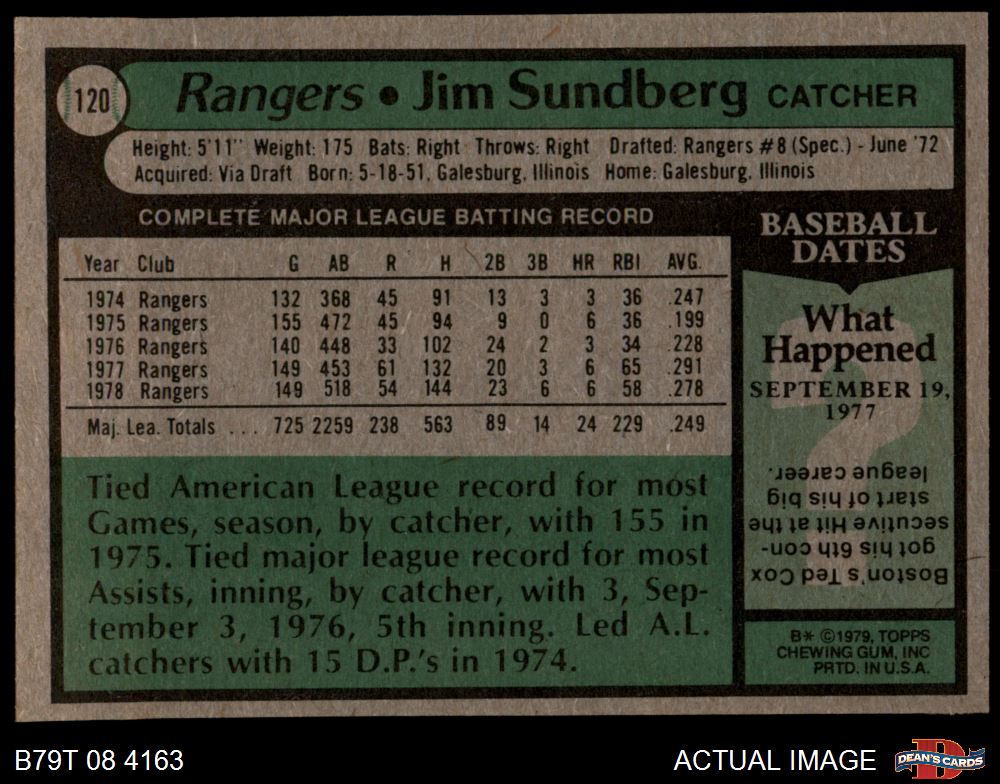 120
Rangers • Jim Sundberg CATCHER
Height: 5'11" Weight: 175 Bats: Right Throws: Right Drafted: Rangers #8 (Spec.) - June '72
Acquired: Via Draft Born: 5-18-51, Galesburg, Illinois Home: Galesburg, Illinois
COMPLETE MAJOR LEAGUE BATTING RECORD
Year Club G AB R H 2B 3B HR RBI AVG.
1974 Rangers 132 368 45 91 13 3 3 36 .247
1975 Rangers 155 472 45 94 9 0 6 36 .199
1976 Rangers 140 448 33 102 24 2 3 34 .228
1977 Rangers 149 453 61 132 20 3 6 65 .291
1978 Rangers 149 518 54 144 23 6 6 58 .278
Maj. Lea. Totals ... 725 2259 238 563 89 14 24 229 .249
Tied American League record for most
Games, season, by catcher, with 155 in
1975. Tied major league record for most
Assists, inning, by catcher, with 3, Sep-
tember 3, 1976, 5th inning. Led A.L.
catchers with 15 D.P.'s in 1974.
BASEBALL
DATES
What
Happened
SEPTEMBER 19,
1977
?
Boston's Ted Cox
got his 6th con-
secutive Hit at the
start of his big
league career.
B* ©1979, TOPPS
CHEWING GUM, INC
PRTD. IN U.S.A.
B79T 08 4163
ACTUAL IMAGE
D
DEAN'S CARDS